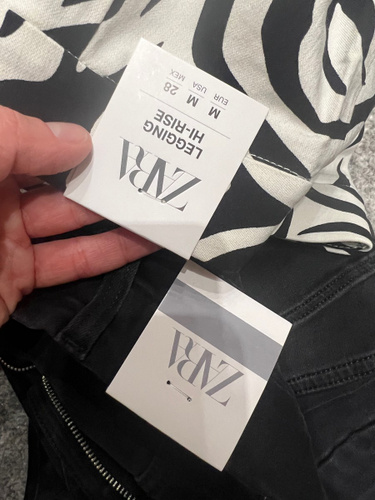 ZARA
HI-RISE
LEGGING
M M 28
EUR USA MEX
ZARA